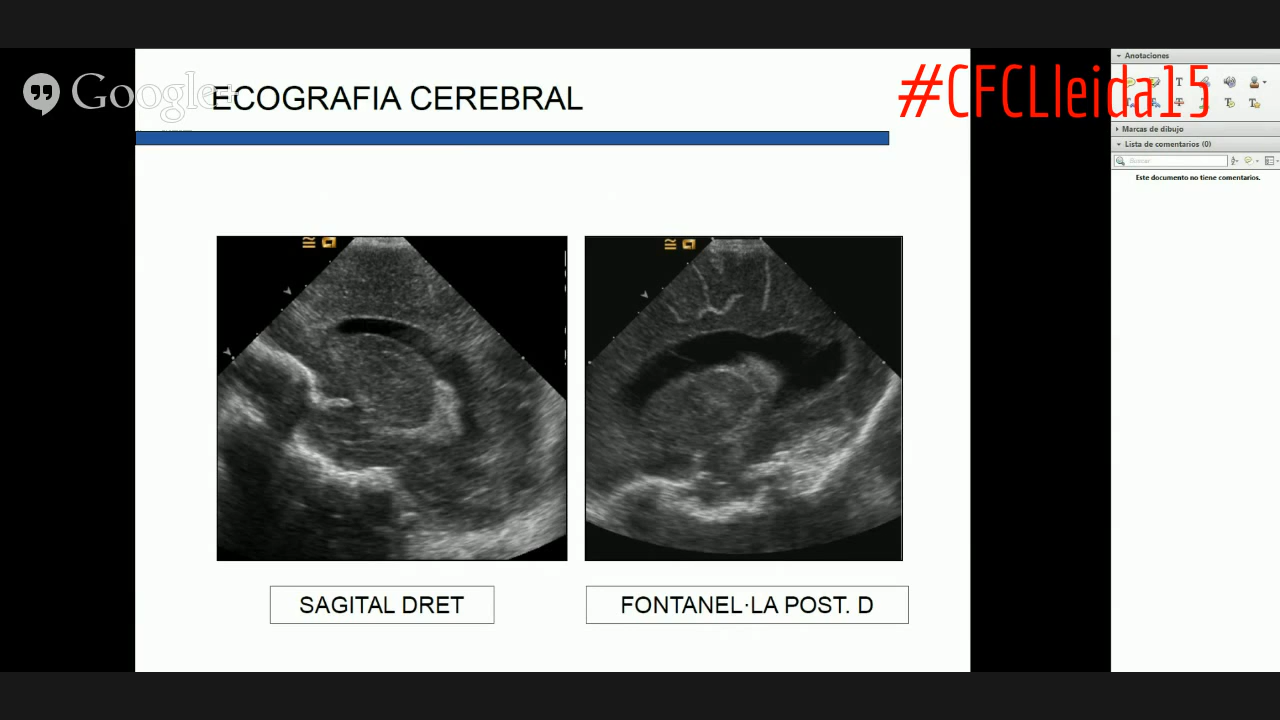 Google+
ECOGRAFIA CEREBRAL
#CFCLleida15
Anotaciones
Marcas de dibujo
Lista de comentarios (0)
Buscar
Este documento no tiene comentarios.
SAGITAL DRET
FONTANEL·LA POST. D